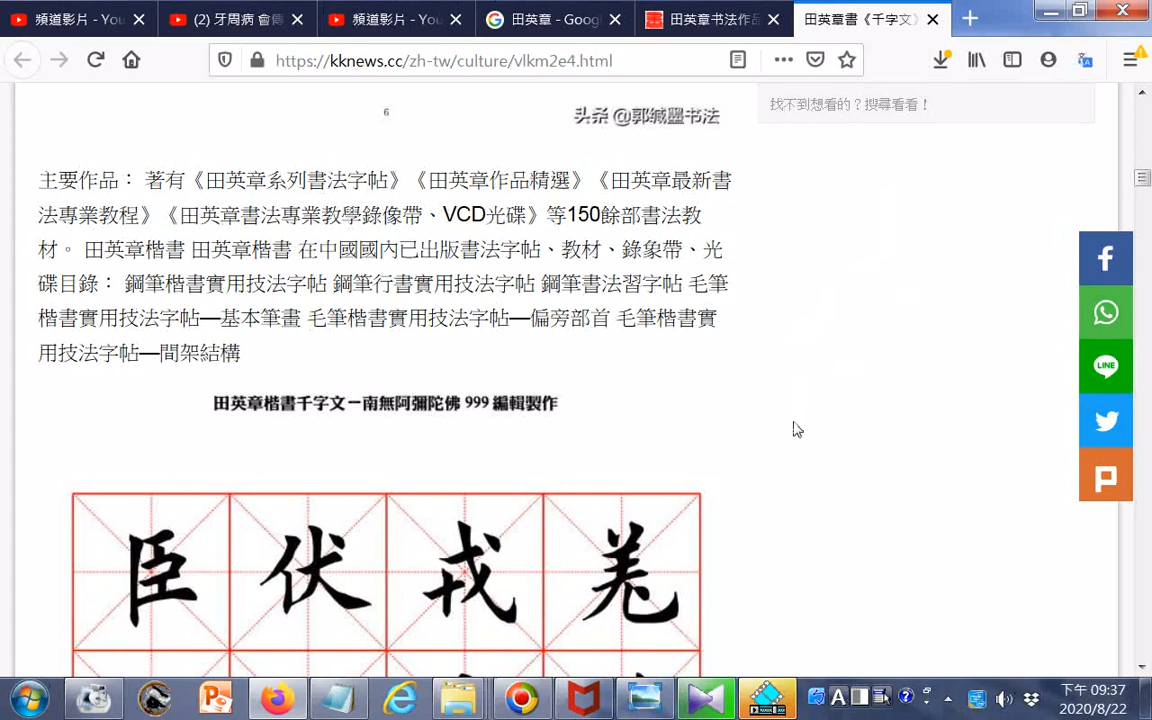 頻道影片 - You
(2) 牙周病 會傳
頻道影片 - You
田英章 - Goog
田英章书法作品
田英章書《千字文》
https://kknews.cc/zh-tw/culture/vlkm2e4.html
找不到想看的？搜尋看看！
6
头条 @郭缄墨书法
主要作品： 著有《田英章系列書法字帖》《田英章作品精選》《田英章最新書
法專業教程》《田英章書法專業教學錄像帶、VCD光碟》等150餘部書法教
材。 田英章楷書 田英章楷書 在中國國內已出版書法字帖、教材、錄象帶、光
碟目錄： 鋼筆楷書實用技法字帖 鋼筆行書實用技法字帖 鋼筆書法習字帖 毛筆
楷書實用技法字帖—基本筆畫 毛筆楷書實用技法字帖—偏旁部首 毛筆楷書實
用技法字帖—間架結構
田英章楷書千字文－南無阿彌陀佛 999 編輯製作
臣 伏 戎 羌
LINE
A
下午 09:37
2020/8/22